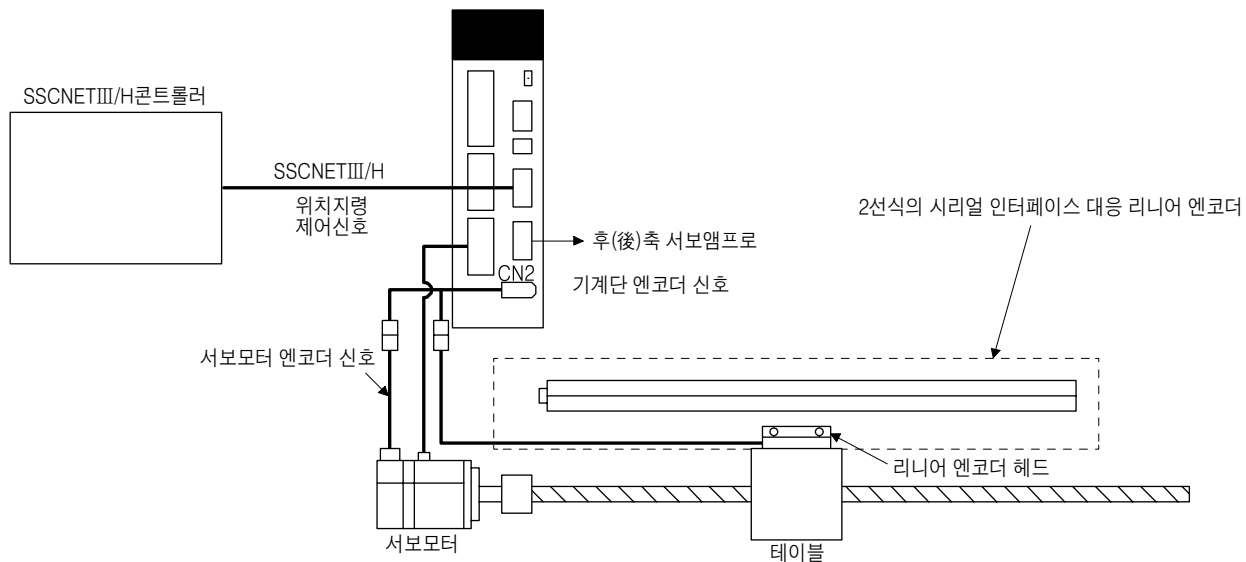 SSCNETⅢ/H콘트롤러
SSCNETⅢ/H
위치지령
제어신호
2선식의 시리얼 인터페이스 대응 리니어 엔코더
후(後)축 서보앰프로
CN2
기계단 엔코더 신호
서보모터 엔코더 신호
리니어 엔코더 헤드
서보모터
테이블